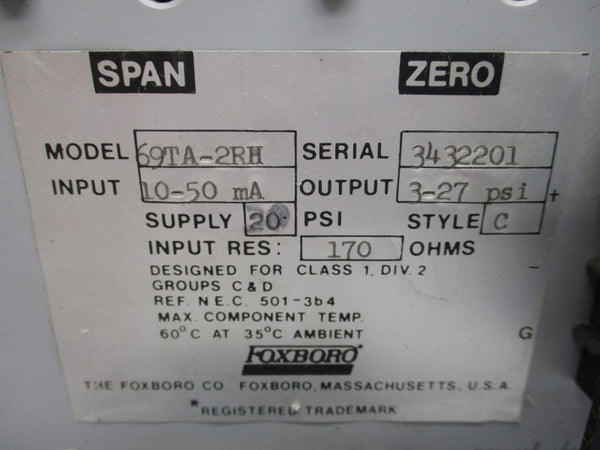 SPAN ZERO
MODEL 69TA-2RH SERIAL 3432201
INPUT 10-50 mA OUTPUT 3-27 psi +
SUPPLY 20 PSI STYLE C
INPUT RES: 170 OHMS
DESIGNED FOR CLASS 1, DIV. 2 -
GROUPS C & D
REF. N.E.C. 501-3b4
MAX. COMPONENT TEMP.
60°C AT 35°C AMBIENT G
FOXBORO*
THE FOXBORO CO. FOXBORO, MASSACHUSETTS, U.S.A.
*REGISTERED TRADEMARK